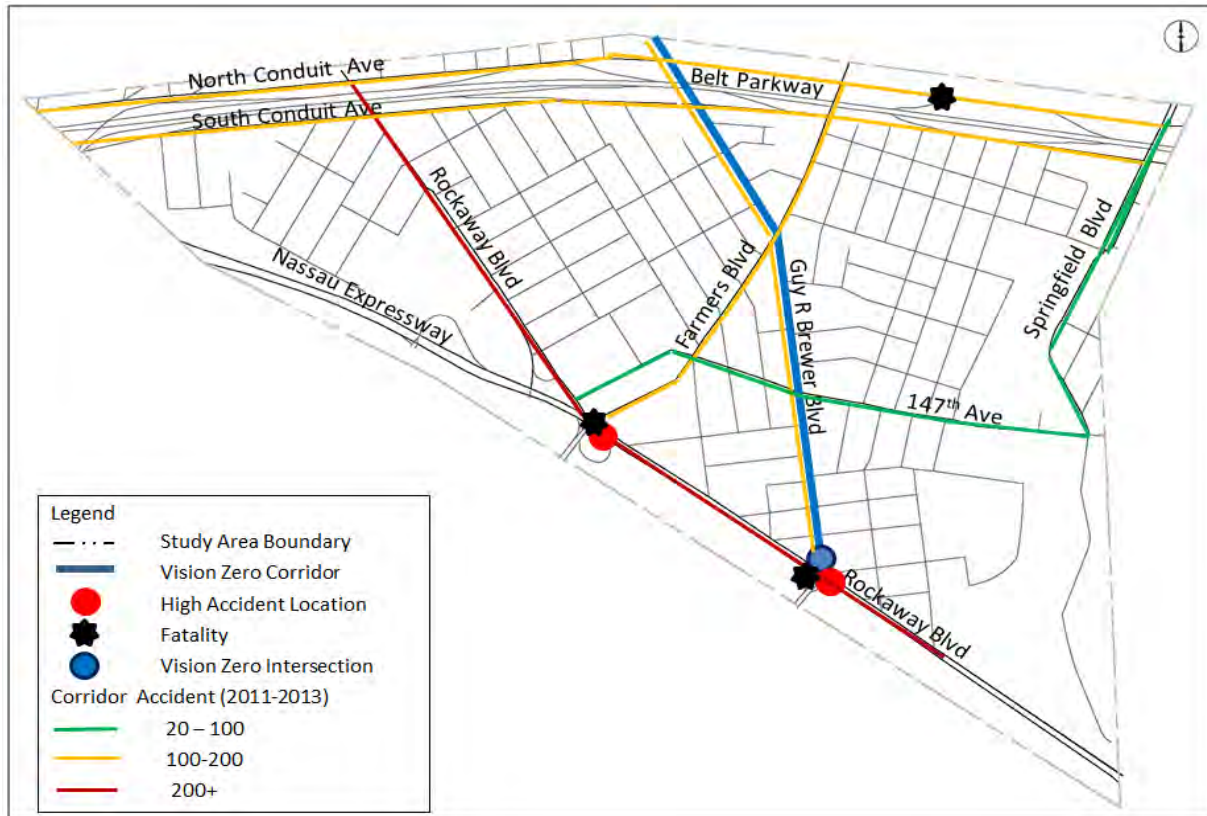 North Conduit Ave
Belt Parkway
South Conduit Ave
Rockaway Blvd
Nassau Expressway
Farmers Blvd
Guy R Brewer Blvd
Springfield Blvd
147th Ave
Rockaway Blvd
Legend
Study Area Boundary
Vision Zero Corridor
High Accident Location
Fatality
Vision Zero Intersection
Corridor Accident (2011-2013)
20 – 100
100-200
200+